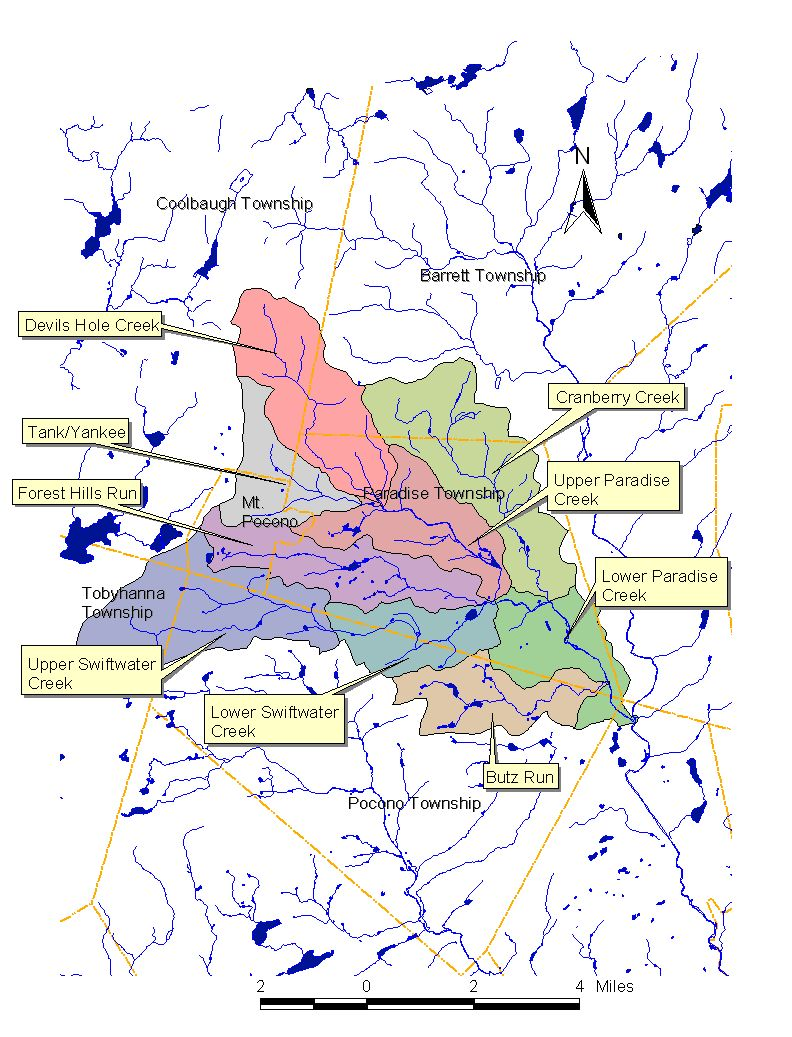 N
Coolbaugh Township
Barrett Township
Devils Hole Creek
Cranberry Creek
Tank/Yankee
Upper Paradise
Creek
Forest Hills Run
Paradise Township
Mt.
Pocono
Lower Paradise
Creek
Tobyhanna
Township
Upper Swiftwater
Creek
Lower Swiftwater
Creek
Butz Run
Pocono Township
2 0 2 4 Miles